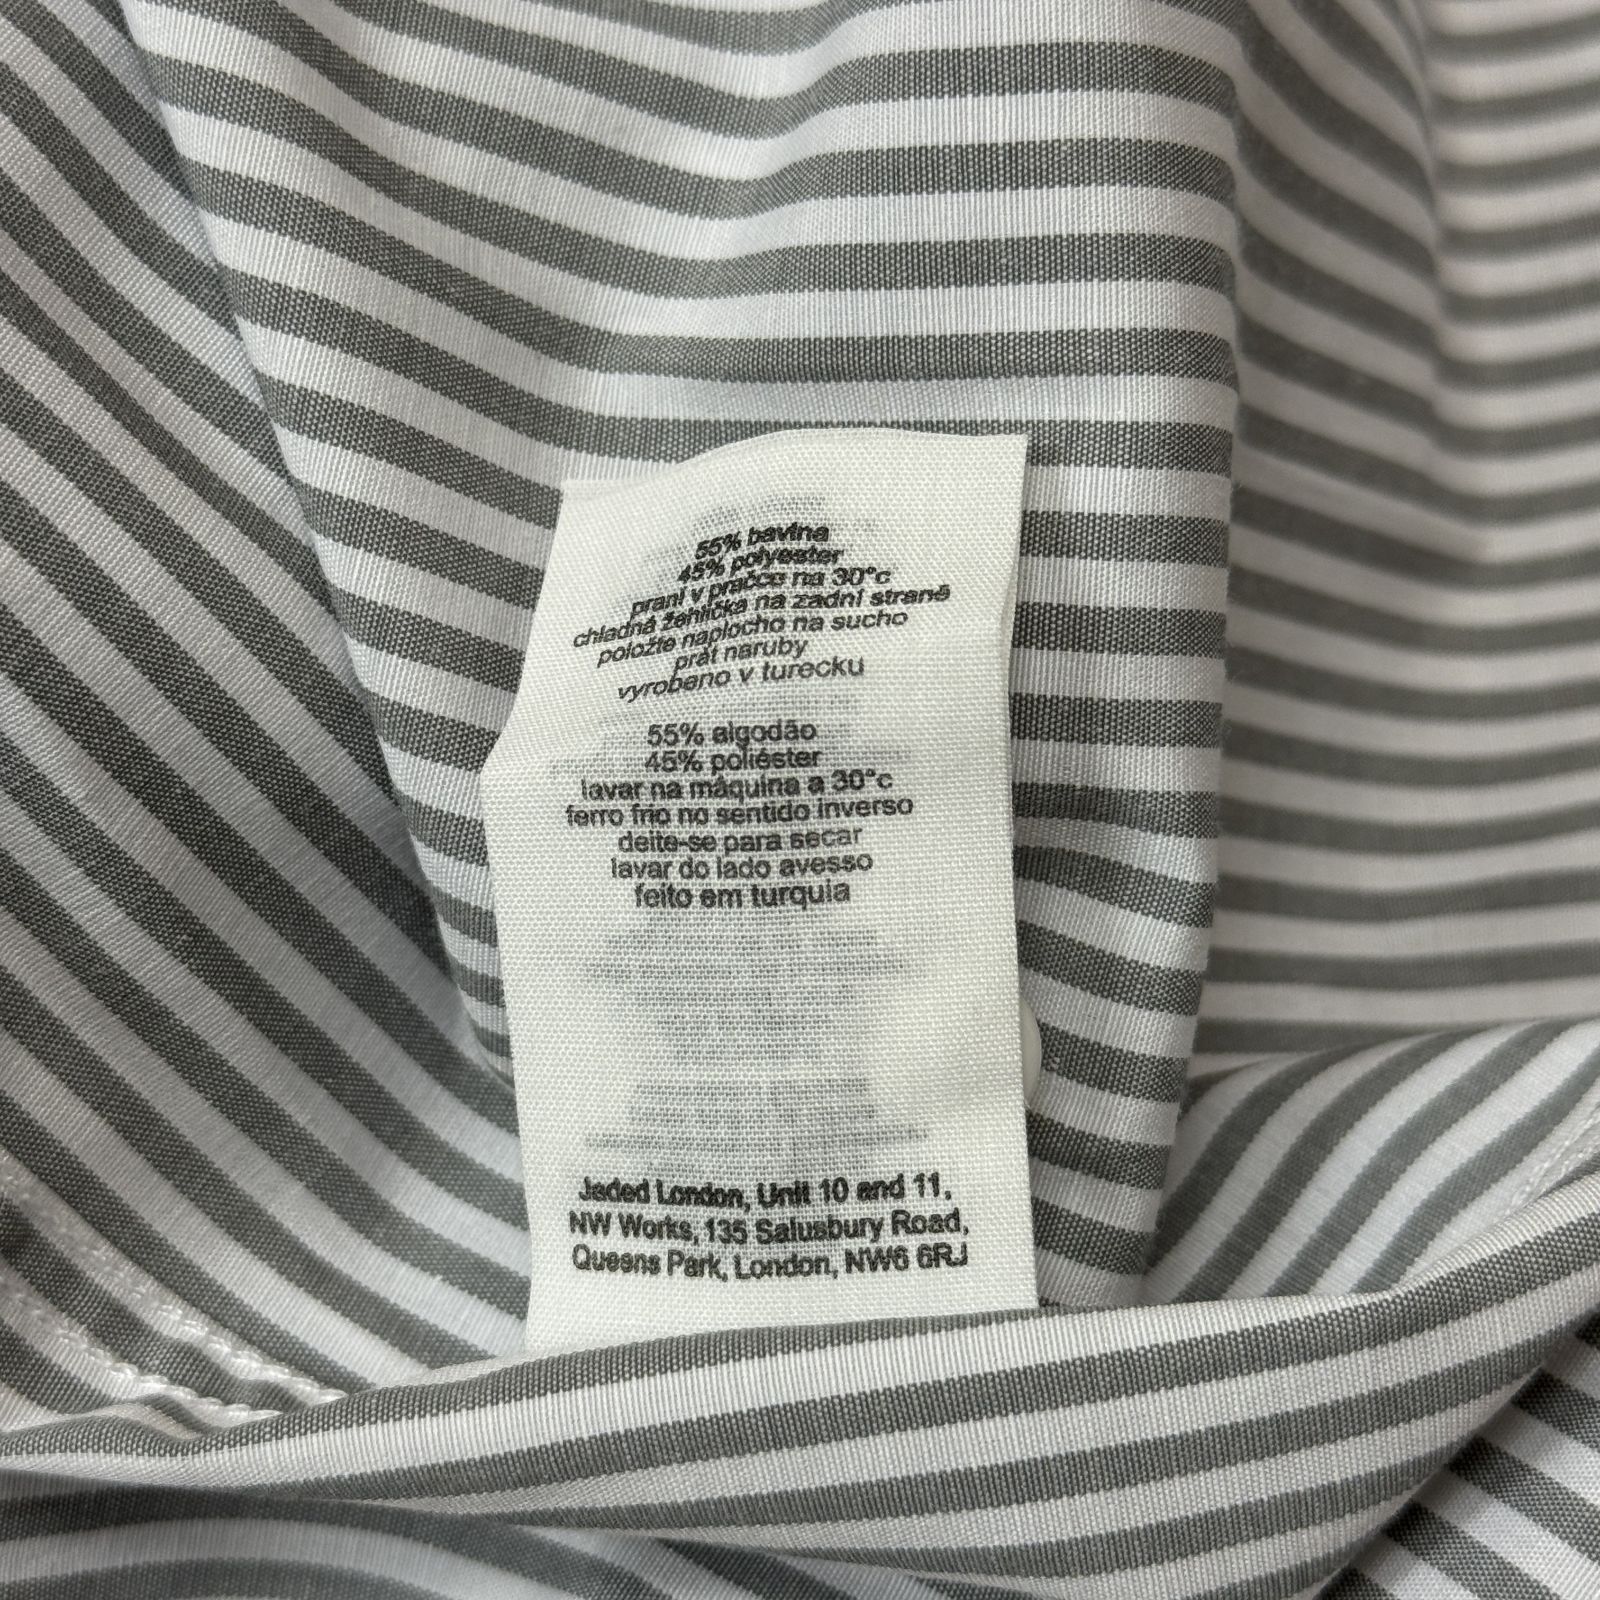 55% bavlna
45% polyester
praní v pračce na 30°c
chladná žehlička na zadní straně
položte naplocho na sucho
prát naruby
vyrobeno v turecku
55% algodão
45% poliéster
lavar na máquina a 30°c
ferro frio no sentido inverso
deite-se para secar
lavar do lado avesso
feito em turquia
Jaded London, Unit 10 and 11,
NW Works, 135 Salusbury Road,
Queens Park, London, NW6 6RJ